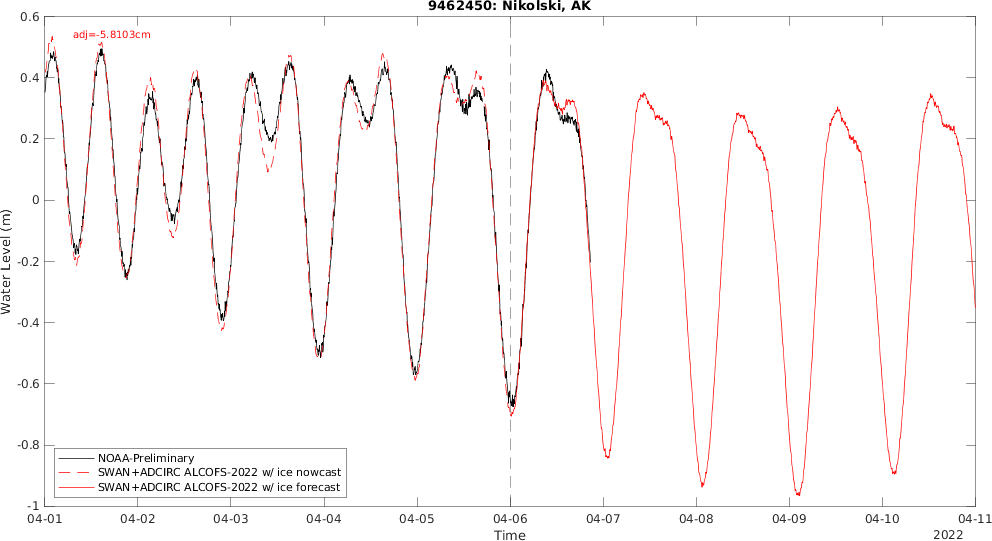 9462450: Nikolski, AK
adj=-5.8103cm
Water Level (m)
0.6
0.4
0.2
0
-0.2
-0.4
-0.6
-0.8
-1
NOAA-Preliminary
SWAN+ADCIRC ALCOFS-2022 w/ ice nowcast
SWAN+ADCIRC ALCOFS-2022 w/ ice forecast
04-01 04-02 04-03 04-04 04-05 04-06 04-07 04-08 04-09 04-10 04-11
Time
2022